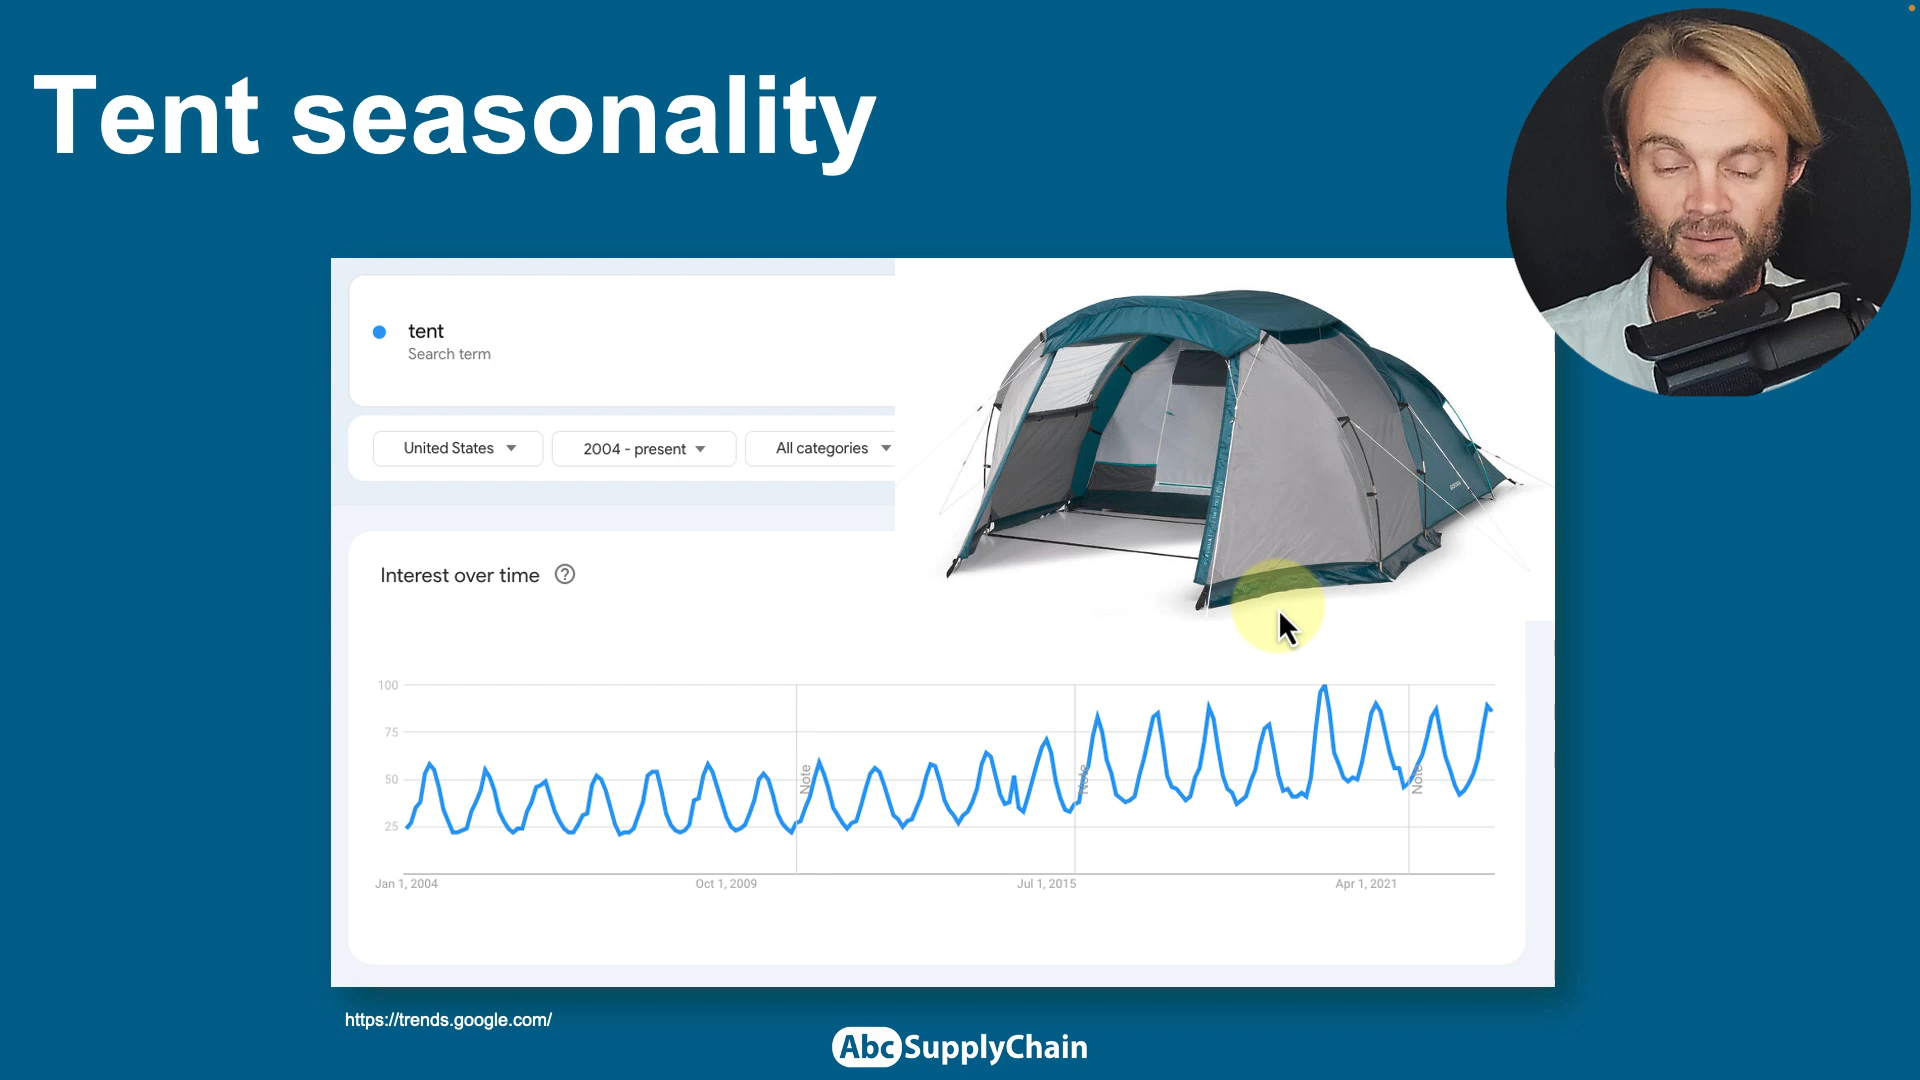 Tent seasonality
tent
Search term
United States
2004 - present
All categories
Interest over time
100
75
50
25
Note
Note
Note
Jan 1, 2004
Oct 1, 2009
Jul 1, 2015
Apr 1, 2021
https://trends.google.com/
AbcSupplyChain